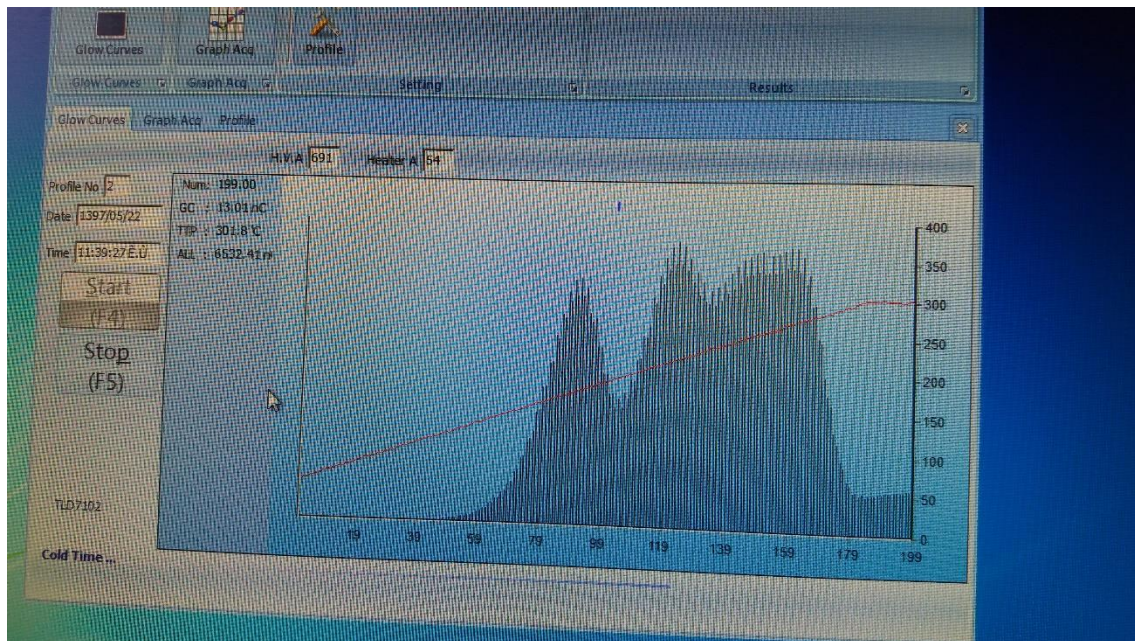 Glow Curves Graph Acq Profile
Glow Curves Graph Acq Setting Results
Glow Curves Graph Acq Profile
H.V.A 691 Heater A 54
Profile No 2
Date 1397/05/22
Time 11:39:27
Start
(F4)
Stop
(F5)
TLD7102
Cold Time ...
Num: 199.00
GC : 13.01 nC
TTP : 301.8 °C
ALL : 6532.41 n
400
350
300
250
200
150
100
50
0
19 39 59 79 99 119 139 159 179 199